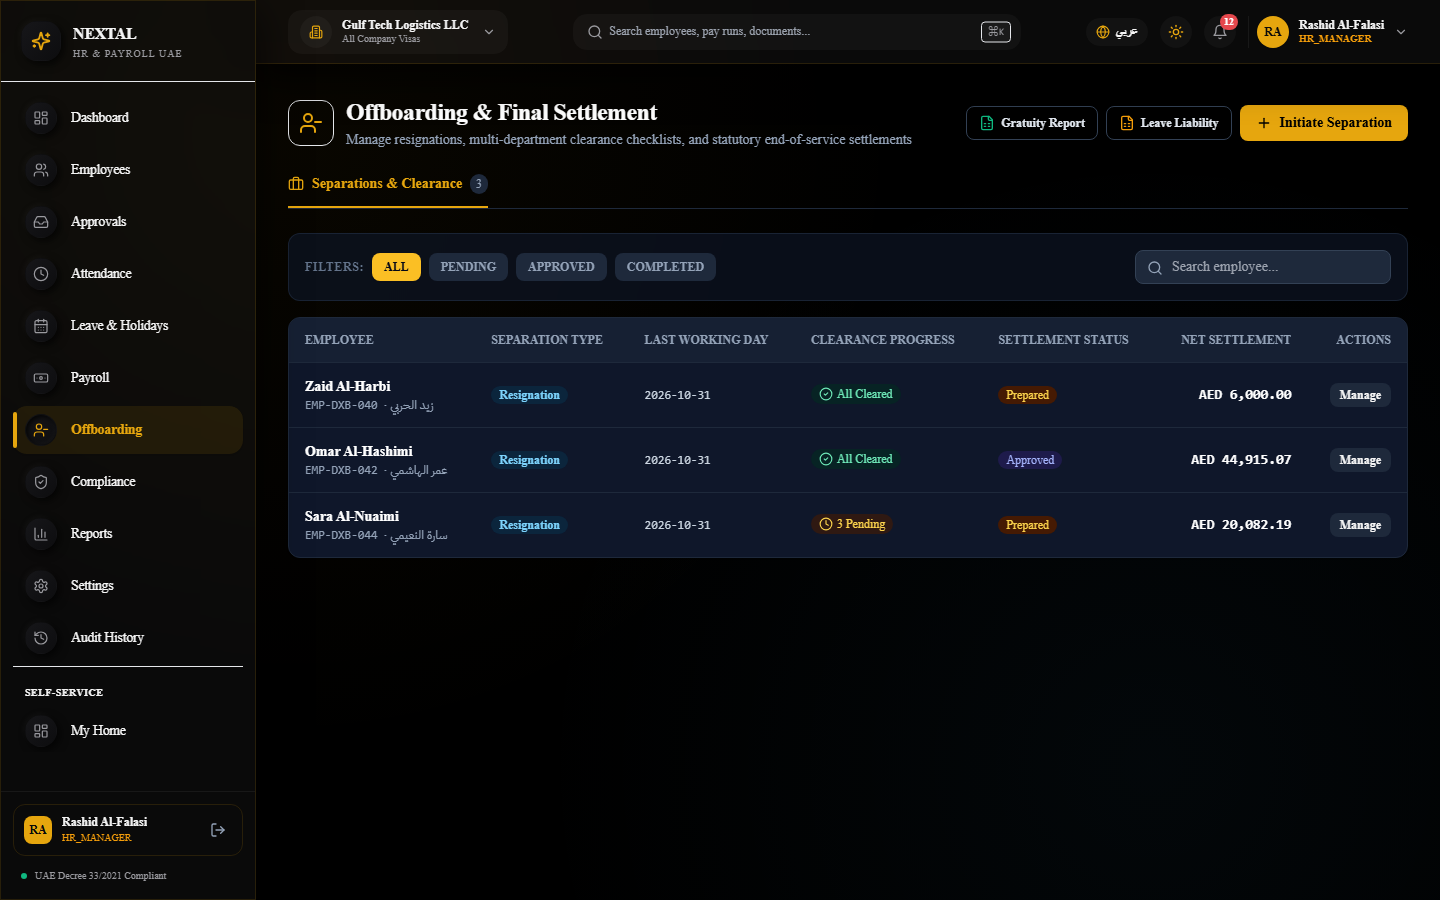 NEXTAL
HR & PAYROLL UAE
Gulf Tech Logistics LLC
All Company Visas
Search employees, pay runs, documents...
⌘K
عربي
12
RA
Rashid Al-Falasi
HR_MANAGER
Dashboard
Employees
Approvals
Attendance
Leave & Holidays
Payroll
Offboarding
Compliance
Reports
Settings
Audit History
SELF-SERVICE
My Home
RA
Rashid Al-Falasi
HR_MANAGER
UAE Decree 33/2021 Compliant
Offboarding & Final Settlement
Manage resignations, multi-department clearance checklists, and statutory end-of-service settlements
Gratuity Report
Leave Liability
Initiate Separation
Separations & Clearance 3
FILTERS: ALL PENDING APPROVED COMPLETED
Search employee...
EMPLOYEE SEPARATION TYPE LAST WORKING DAY CLEARANCE PROGRESS SETTLEMENT STATUS NET SETTLEMENT ACTIONS
Zaid Al-Harbi
EMP-DXB-040 · زيد الحربي
Resignation 2026-10-31 All Cleared Prepared AED 6,000.00 Manage
Omar Al-Hashimi
EMP-DXB-042 · عمر الهاشمي
Resignation 2026-10-31 All Cleared Approved AED 44,915.07 Manage
Sara Al-Nuaimi
EMP-DXB-044 · سارة النعيمي
Resignation 2026-10-31 3 Pending Prepared AED 20,082.19 Manage